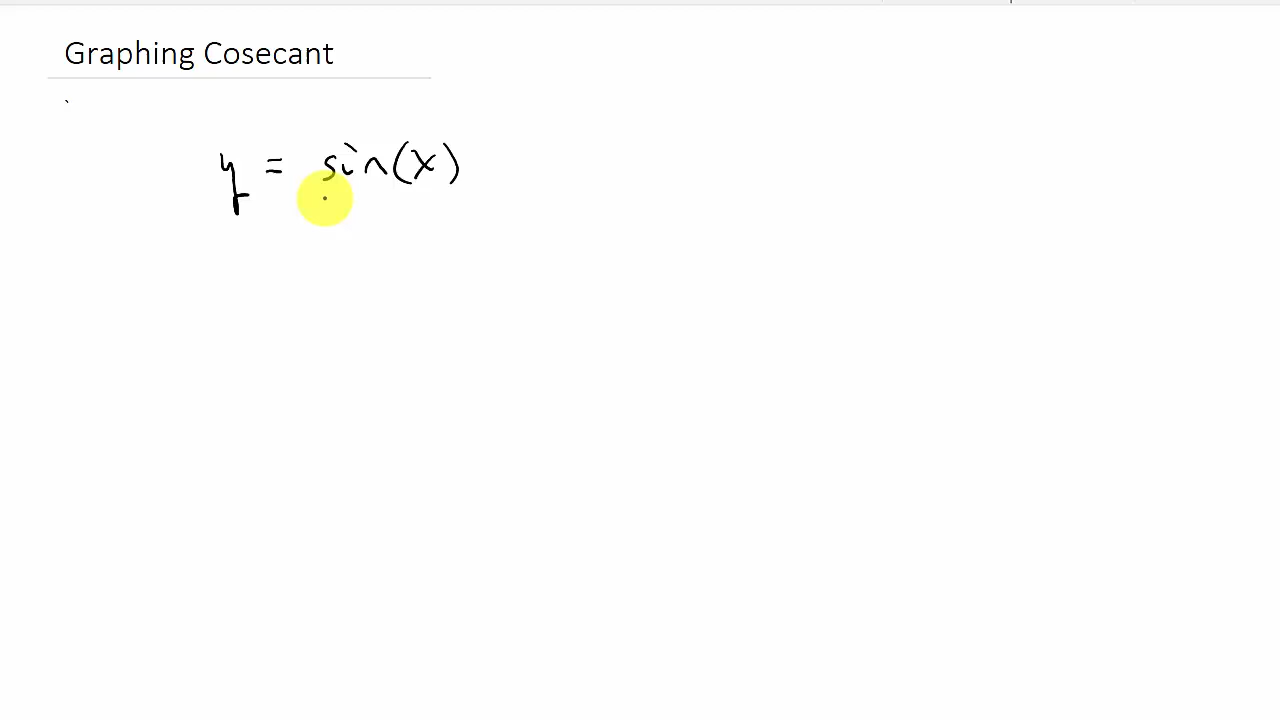 Graphing Cosecant
y = sin(x)